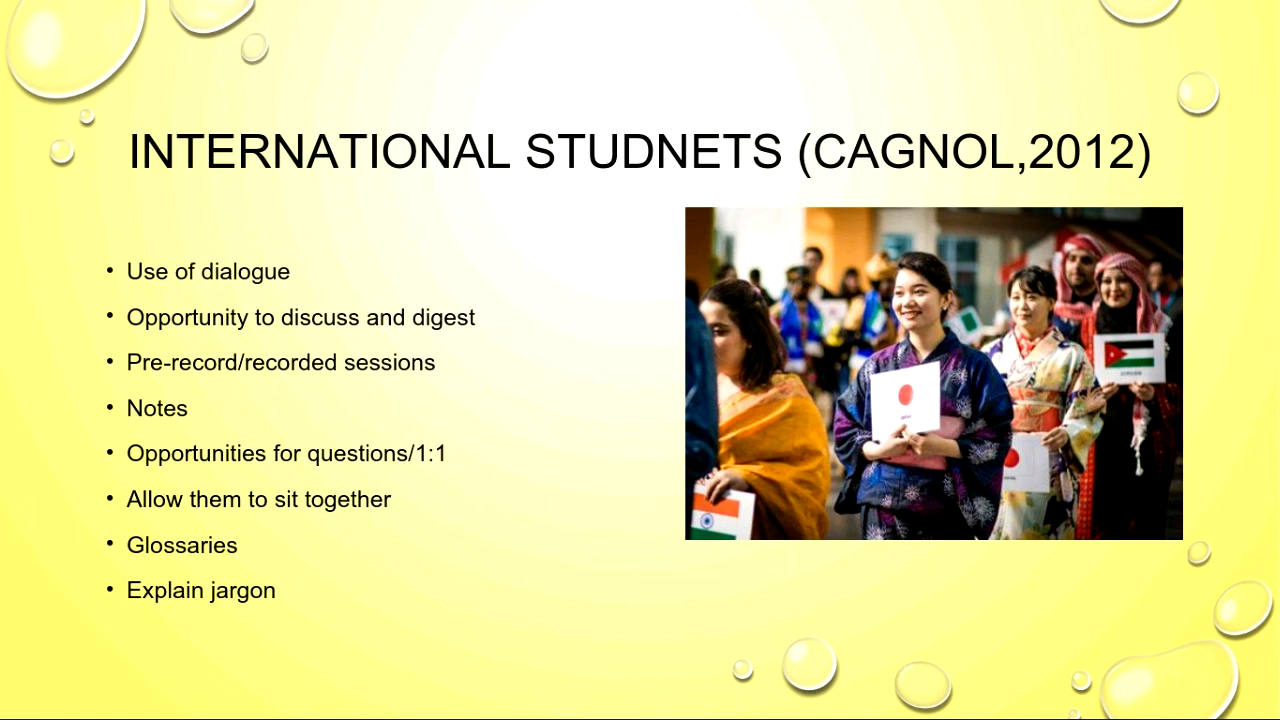 INTERNATIONAL STUDNETS (CAGNOL,2012)
• Use of dialogue
• Opportunity to discuss and digest
• Pre-record/recorded sessions
• Notes
• Opportunities for questions/1:1
• Allow them to sit together
• Glossaries
• Explain jargon